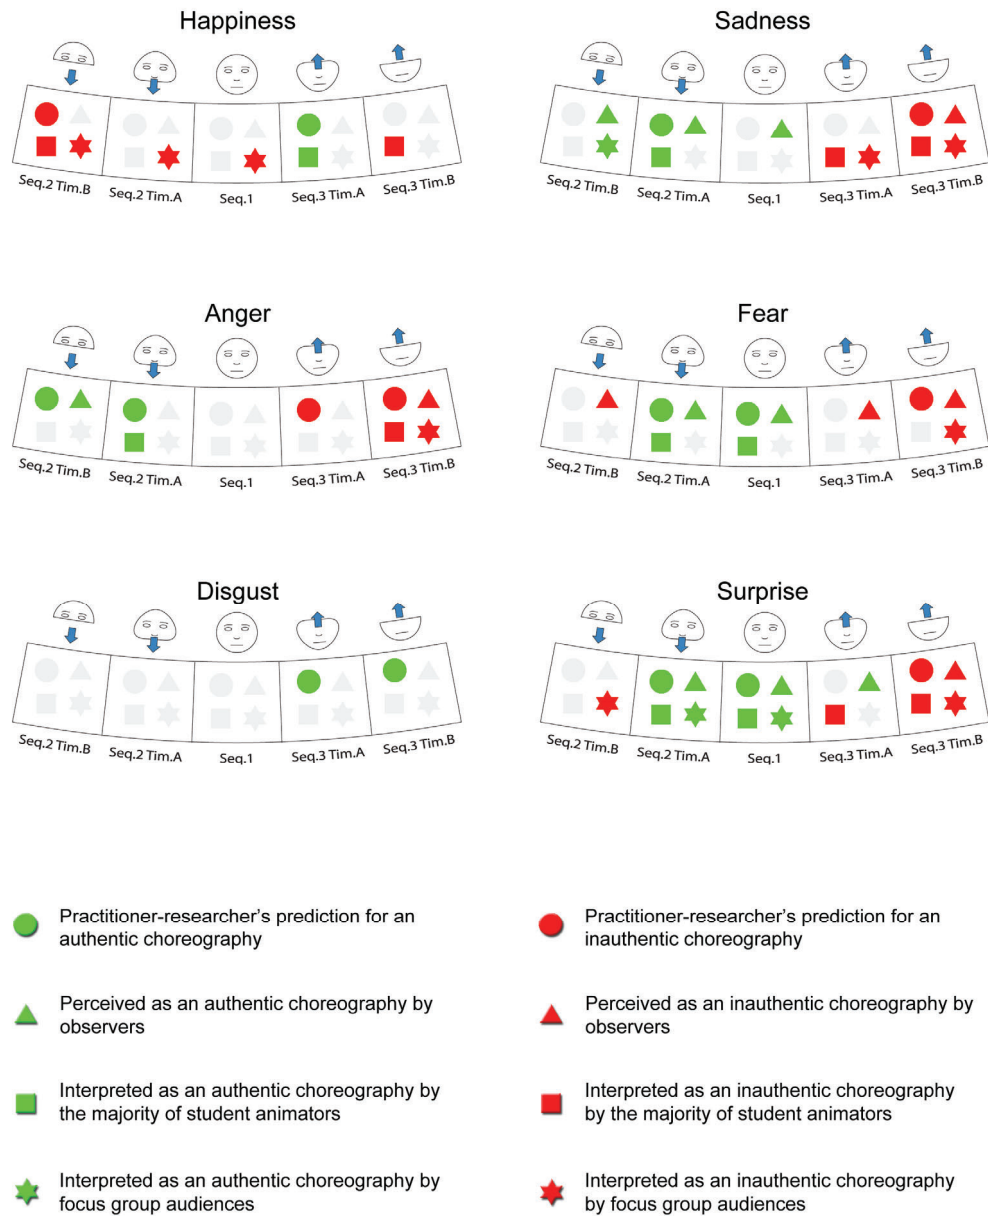 Happiness
Seq.2 Tim.B
Seq.2 Tim.A
Seq.1
Seq.3 Tim.A
Seq.3 Tim.B
Sadness
Seq.2 Tim.B
Seq.2 Tim.A
Seq.1
Seq.3 Tim.A
Seq.3 Tim.B
Anger
Seq.2 Tim.B
Seq.2 Tim.A
Seq.1
Seq.3 Tim.A
Seq.3 Tim.B
Fear
Seq.2 Tim.B
Seq.2 Tim.A
Seq.1
Seq.3 Tim.A
Seq.3 Tim.B
Disgust
Seq.2 Tim.B
Seq.2 Tim.A
Seq.1
Seq.3 Tim.A
Seq.3 Tim.B
Surprise
Seq.2 Tim.B
Seq.2 Tim.A
Seq.1
Seq.3 Tim.A
Seq.3 Tim.B
Practitioner-researcher's prediction for an
authentic choreography
Perceived as an authentic choreography by
observers
Interpreted as an authentic choreography by
the majority of student animators
Interpreted as an authentic choreography by
focus group audiences
Practitioner-researcher's prediction for an
inauthentic choreography
Perceived as an inauthentic choreography by
observers
Interpreted as an inauthentic choreography
by the majority of student animators
Interpreted as an inauthentic choreography
by focus group audiences